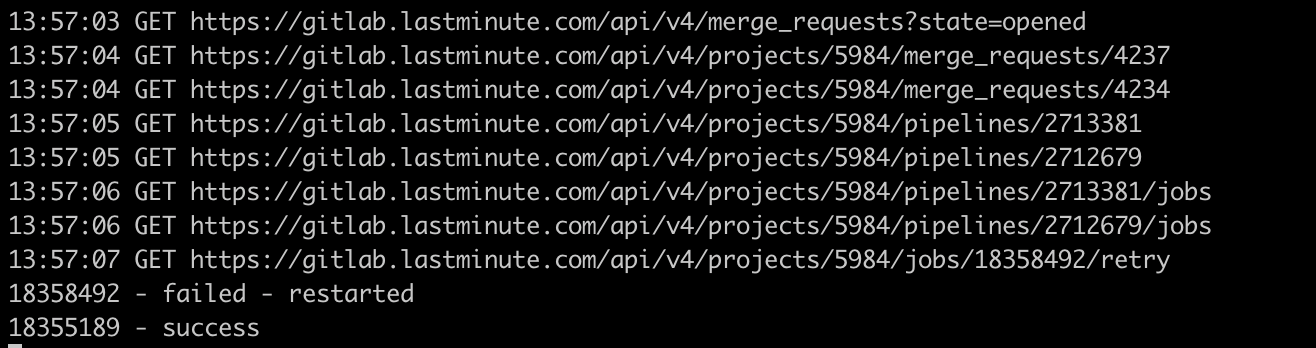 13:57:03 GET https://gitlab.lastminute.com/api/v4/merge_requests?state=opened
13:57:04 GET https://gitlab.lastminute.com/api/v4/projects/5984/merge_requests/4237
13:57:04 GET https://gitlab.lastminute.com/api/v4/projects/5984/merge_requests/4234
13:57:05 GET https://gitlab.lastminute.com/api/v4/projects/5984/pipelines/2713381
13:57:05 GET https://gitlab.lastminute.com/api/v4/projects/5984/pipelines/2712679
13:57:06 GET https://gitlab.lastminute.com/api/v4/projects/5984/pipelines/2713381/jobs
13:57:06 GET https://gitlab.lastminute.com/api/v4/projects/5984/pipelines/2712679/jobs
13:57:07 GET https://gitlab.lastminute.com/api/v4/projects/5984/jobs/18358492/retry
18358492 - failed - restarted
18355189 - success